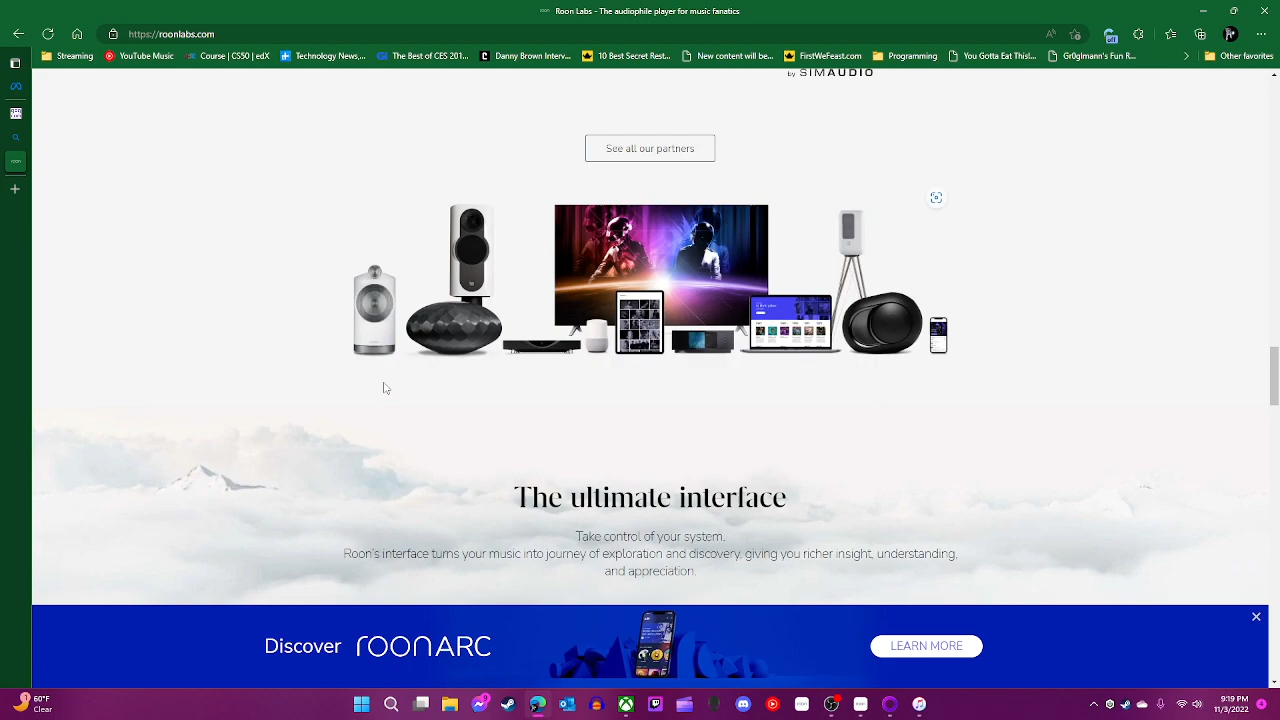 Roon Labs - The audiophile player for music fanatics
https://roonlabs.com
off
Streaming
YouTube Music
Course | CS50 | edX
Technology News,...
The Best of CES 201...
Danny Brown Interv...
10 Best Secret Rest...
New content will be...
FirstWeFeast.com
Programming
You Gotta Eat This!...
Gr0glman's Fun R...
Other favorites
by SIMAUDIO
See all our partners
The ultimate interface
Take control of your system.
Roon's interface turns your music into journey of exploration and discovery, giving you richer insight, understanding,
and appreciation.
Discover roon ARC
LEARN MORE
60°F
Clear
9:19 PM
11/3/2022